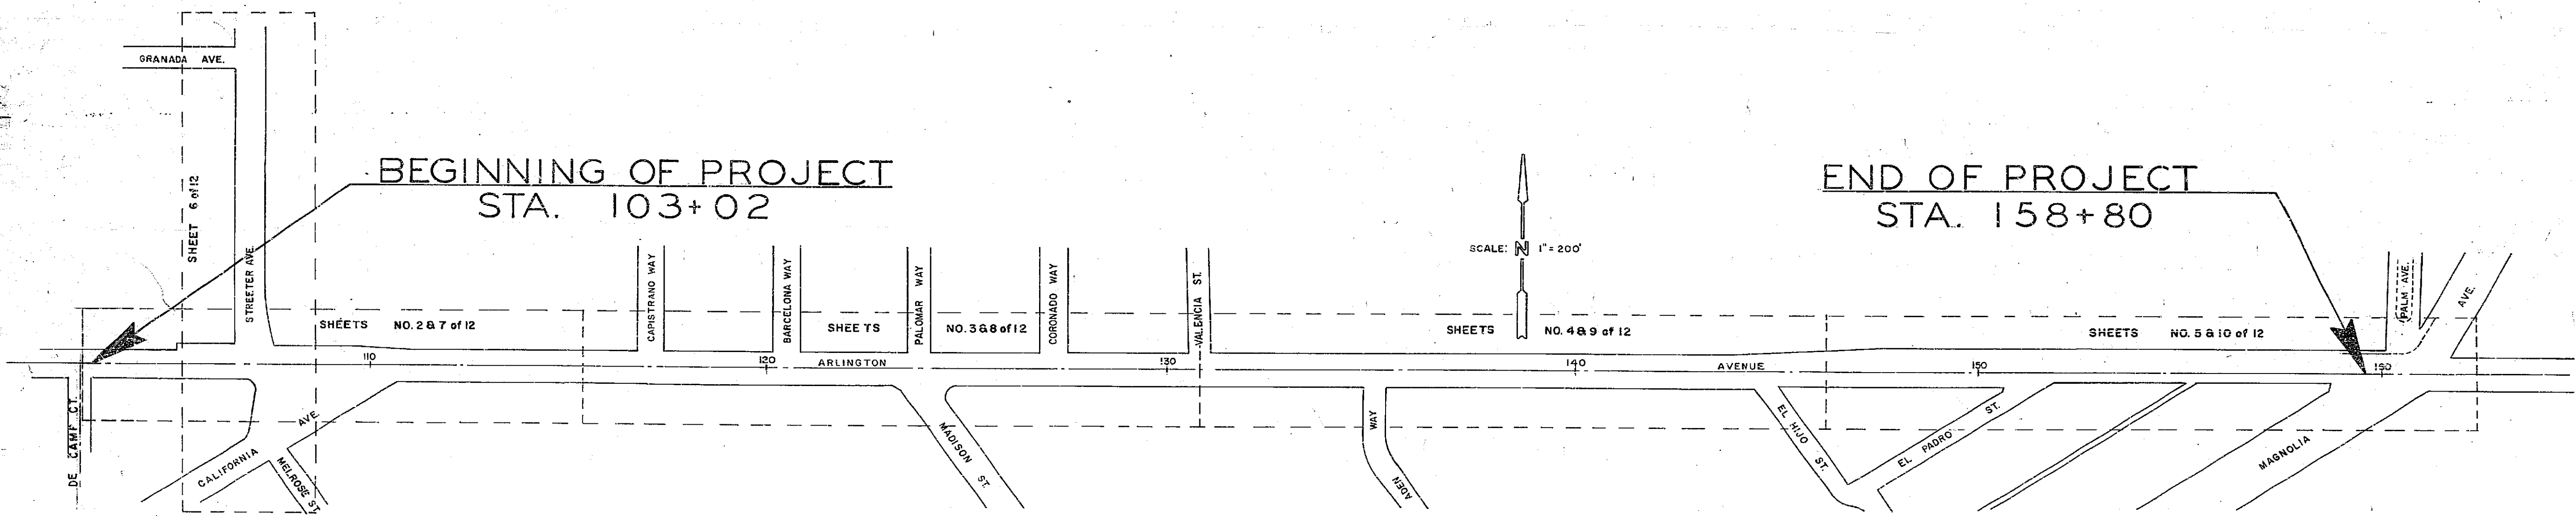 GRANADA AVE.
SHEET 6 of 12
STREETER AVE.
BEGINNING OF PROJECT
STA. 103+02
END OF PROJECT
STA. 158+80
SCALE: N 1"=200'
CAPISTRANO WAY
BARCELONA WAY
PALOMAR WAY
CORONADO WAY
VALENCIA ST.
PALM AVE.
AVE.
SHEETS NO. 2 & 7 of 12
SHEETS NO. 3 & 8 of 12
SHEETS NO. 4 & 9 of 12
SHEETS NO. 5 & 10 of 12
110
120
ARLINGTON
130
140
AVENUE
150
160
DE CAMP CT.
CALIFORNIA AVE.
MELROSE ST.
MADISON ST.
ADEN WAY
EL HIJO ST.
EL PADRO ST.
MAGNOLIA